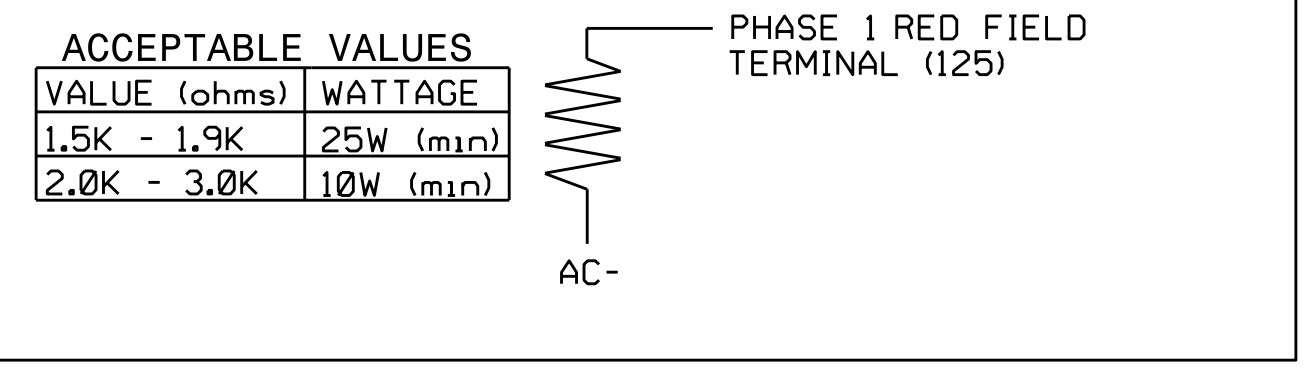 ACCEPTABLE VALUES
VALUE (ohms) WATTAGE
1.5K - 1.9K 25W (min)
2.0K - 3.0K 10W (min)
PHASE 1 RED FIELD
TERMINAL (125)
AC-